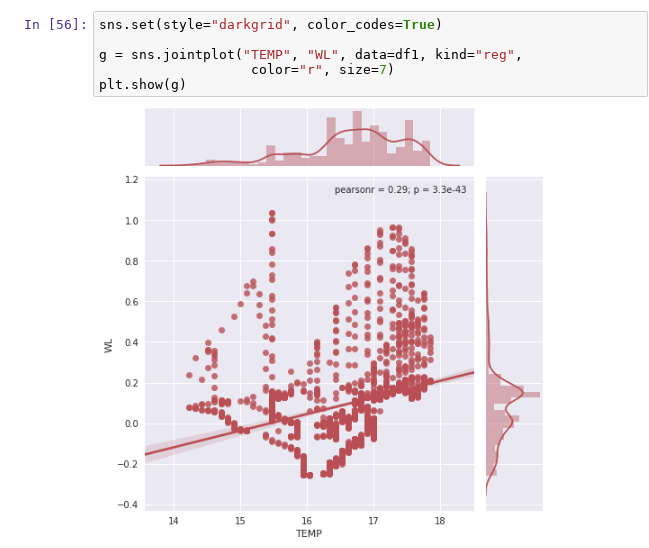 In [56]: sns.set(style="darkgrid", color_codes=True)
g = sns.jointplot("TEMP", "WL", data=df1, kind="reg",
color="r", size=7)
plt.show(g)
pearsonr = 0.29; p = 3.3e-43
1.2
1.0
0.8
0.6
0.4
0.2
0.0
−0.2
−0.4
WL
14 15 16 17 18
TEMP